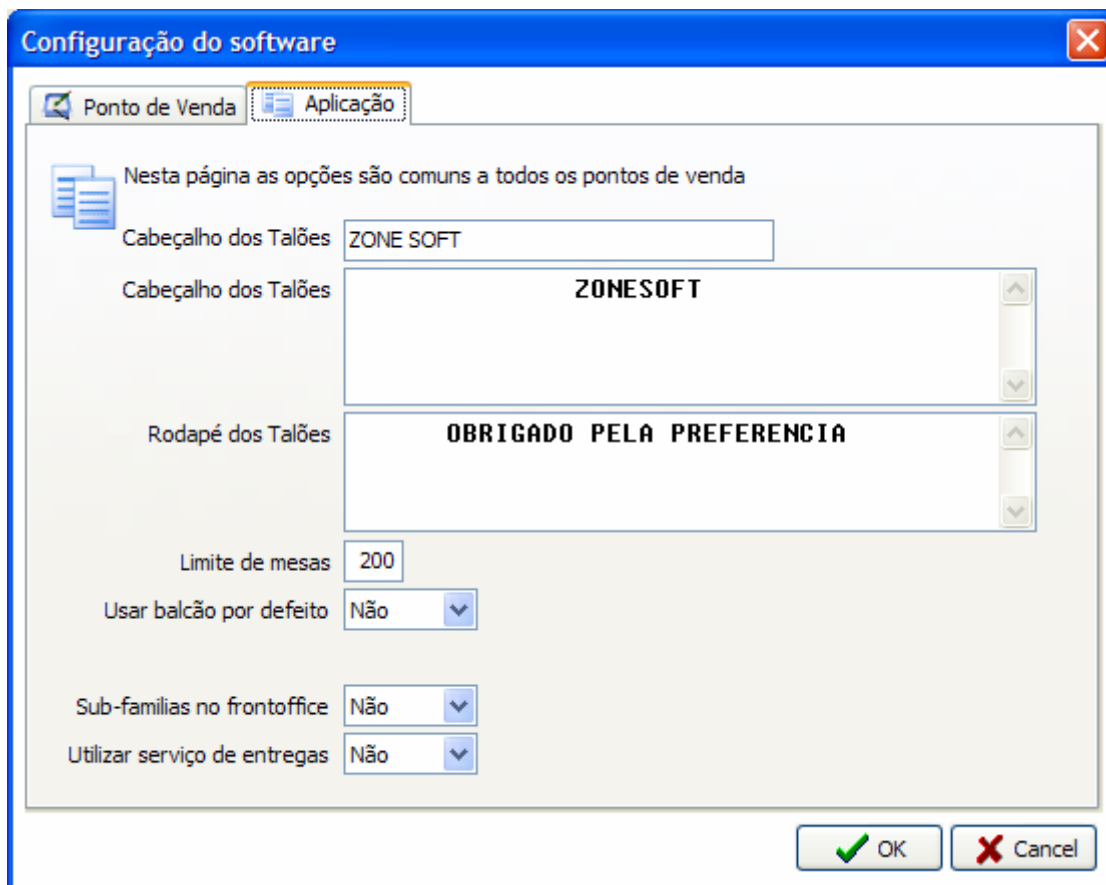 Configuração do software
Ponto de Venda Aplicação
Nesta página as opções são comuns a todos os pontos de venda
Cabeçalho dos Talões ZONE SOFT
Cabeçalho dos Talões ZONESOFT
Rodapé dos Talões OBRIGADO PELA PREFERENCIA
Limite de mesas 200
Usar balcão por defeito Não
Sub-familias no frontoffice Não
Utilizar serviço de entregas Não
OK Cancel